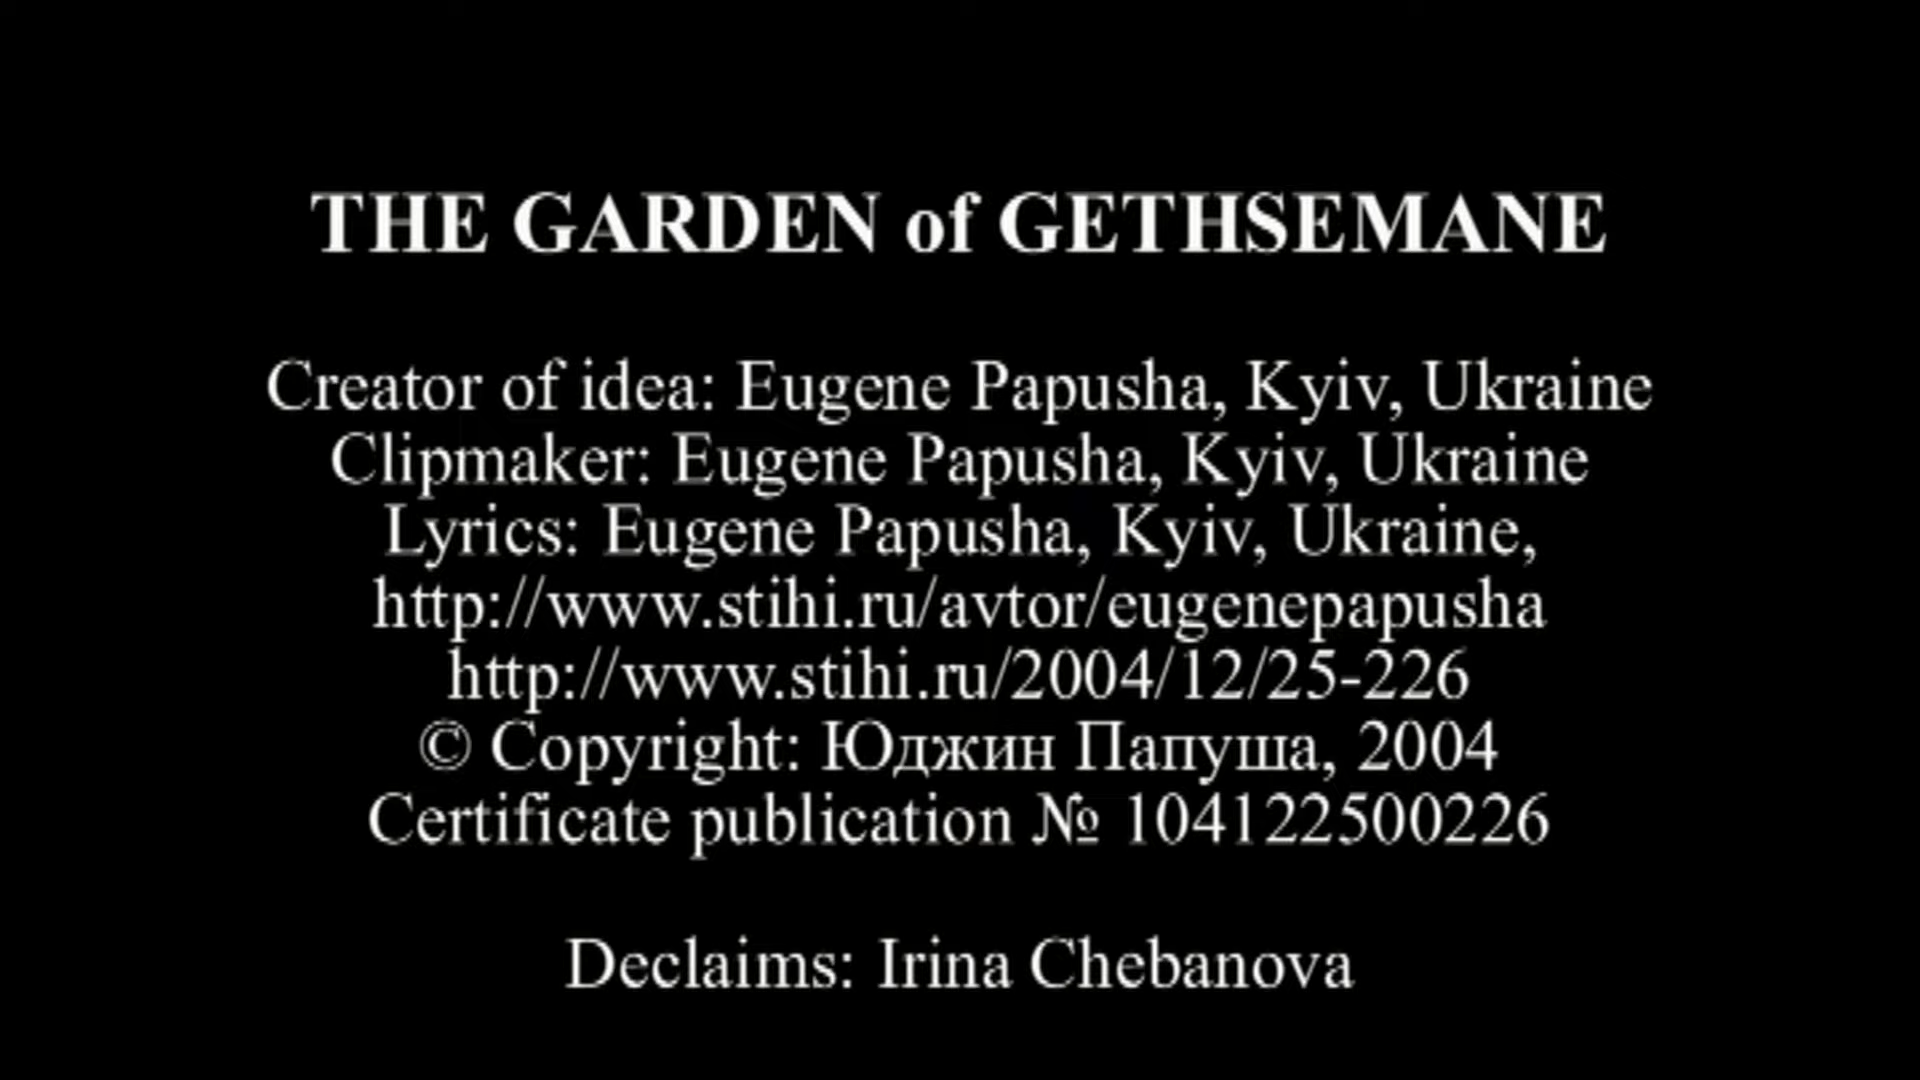 THE GARDEN of GETHSEMANE
Creator of idea: Eugene Papusha, Kyiv, Ukraine
Clipmaker: Eugene Papusha, Kyiv, Ukraine
Lyrics: Eugene Papusha, Kyiv, Ukraine,
http://www.stihi.ru/avtor/eugenepapusha
http://www.stihi.ru/2004/12/25-226
© Copyright: Юджин Папуша, 2004
Certificate publication № 104122500226
Declaims: Irina Chebanova